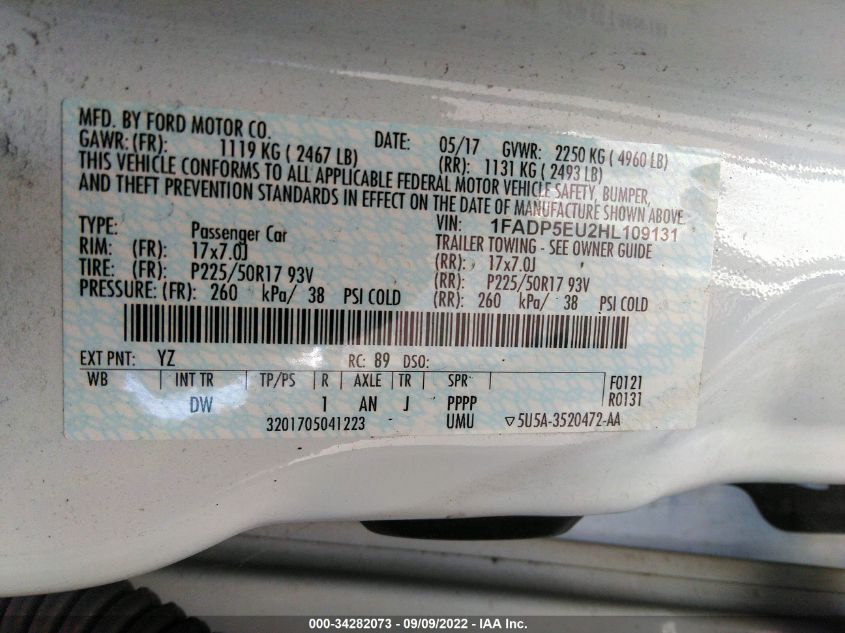 MFD. BY FORD MOTOR CO. DATE: 05/17 GVWR: 2250 KG ( 4960 LB)
GAWR: (FR): 1119 KG ( 2467 LB) (RR): 1131 KG ( 2493 LB)
THIS VEHICLE CONFORMS TO ALL APPLICABLE FEDERAL MOTOR VEHICLE SAFETY, BUMPER,
AND THEFT PREVENTION STANDARDS IN EFFECT ON THE DATE OF MANUFACTURE SHOWN ABOVE.
TYPE: Passenger Car VIN: 1FADP5EU2HL109131
TRAILER TOWING - SEE OWNER GUIDE
RIM: (FR): 17x7.0J (RR): 17x7.0J
TIRE: (FR): P225/50R17 93V (RR): P225/50R17 93V
PRESSURE: (FR): 260 kPa/ 38 PSI COLD (RR): 260 kPa/ 38 PSI COLD
EXT PNT: YZ RC: 89 DSO:
WB INT TR TP/PS R AXLE TR SPR F0121
DW 1 AN J PPPP R0131
3201705041223 UMU ▽5U5A-3520472-AA
000-34282073 - 09/09/2022 - IAA Inc.